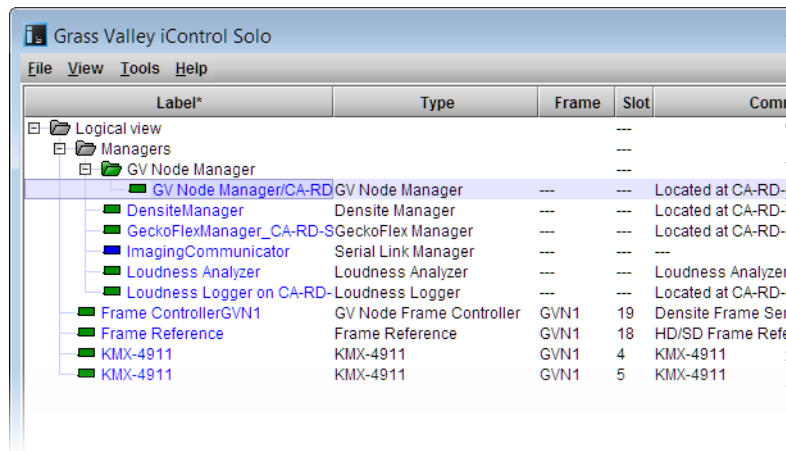 Grass Valley iControl Solo
File View Tools Help
Label* Type Frame Slot Comm
Logical view ---
Managers ---
GV Node Manager ---
GV Node Manager/CA-RD GV Node Manager --- --- Located at CA-RD-
DensiteManager Densite Manager --- --- Located at CA-RD-
GeckoFlexManager_CA-RD-S GeckoFlex Manager --- --- Located at CA-RD-
ImagingCommunicator Serial Link Manager --- --- ---
Loudness Analyzer Loudness Analyzer --- --- Loudness Analyzer
Loudness Logger on CA-RD- Loudness Logger --- --- Located at CA-RD-
Frame ControllerGVN1 GV Node Frame Controller GVN1 19 Densite Frame Ser
Frame Reference Frame Reference GVN1 18 HD/SD Frame Refe
KMX-4911 KMX-4911 GVN1 4 KMX-4911
KMX-4911 KMX-4911 GVN1 5 KMX-4911